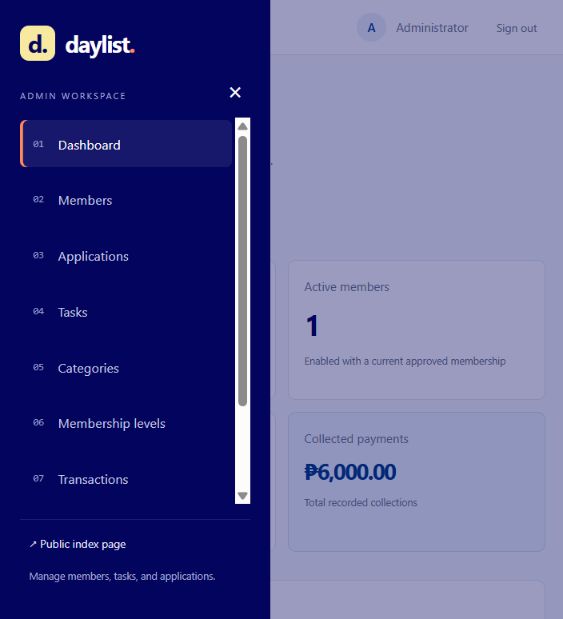 d. daylist.
ADMIN WORKSPACE ×
01 Dashboard
02 Members
03 Applications
04 Tasks
05 Categories
06 Membership levels
07 Transactions
↗ Public index page
Manage members, tasks, and applications.
A Administrator Sign out
Active members
1
Enabled with a current approved membership
Collected payments
₱6,000.00
Total recorded collections